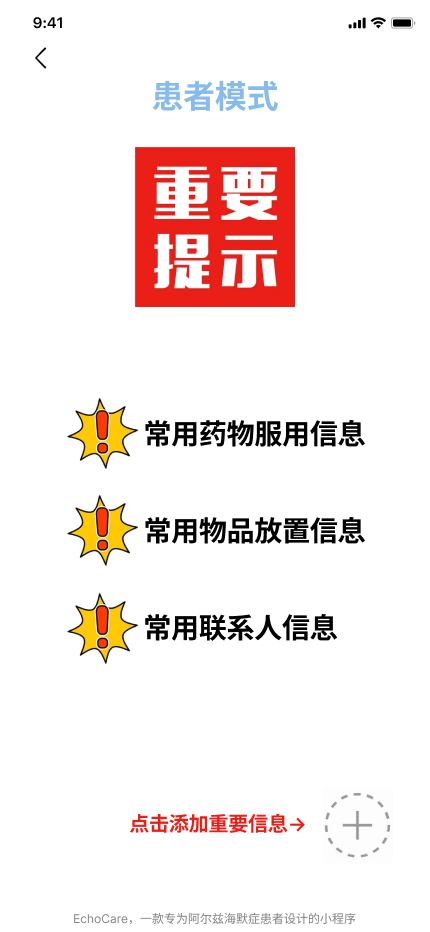 9:41
患者模式
重要
提示
常用药物服用信息
常用物品放置信息
常用联系人信息
点击添加重要信息→
EchoCare，一款专为阿尔兹海默症患者设计的小程序